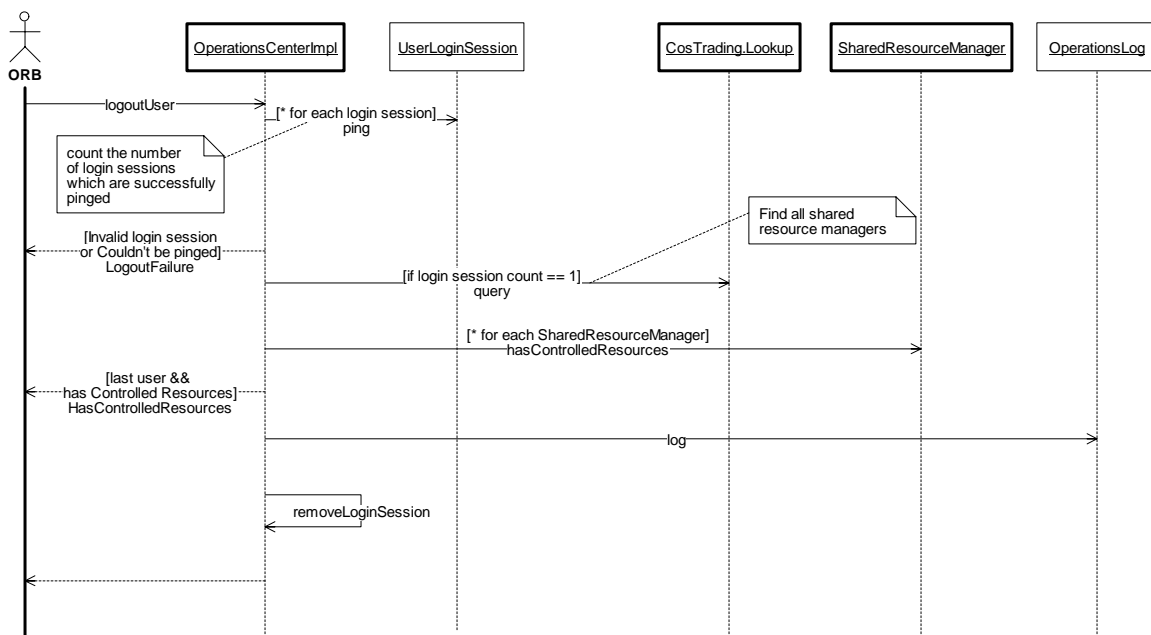 OperationsCenterImpl
UserLoginSession
CosTrading.Lookup
SharedResourceManager
OperationsLog
ORB
logoutUser
[* for each login session]
ping
count the number
of login sessions
which are successfully
pinged
Find all shared
resource managers
[Invalid login session
or Couldn't be pinged]
LogoutFailure
[if login session count == 1]
query
[* for each SharedResourceManager]
hasControlledResources
[last user &&
has Controlled Resources]
HasControlledResources
log
removeLoginSession